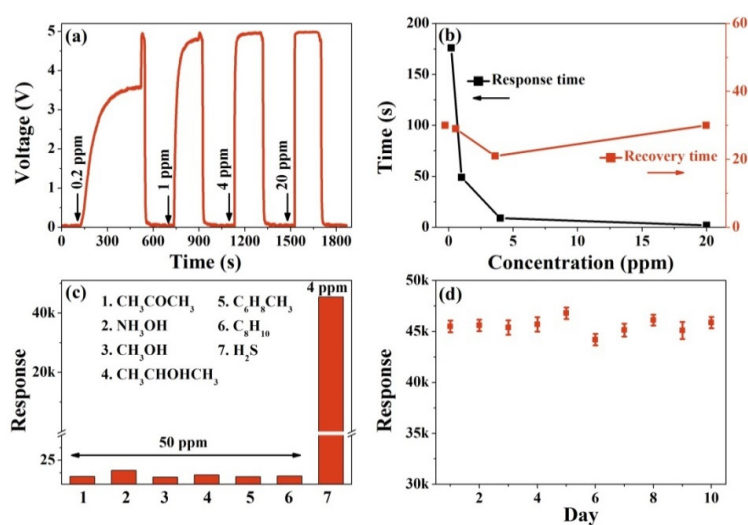 (a)
5
4
3
2
1
0
Voltage (V)
0.2 ppm
1 ppm
4 ppm
20 ppm
0 300 600 900 1200 1500 1800
Time (s)
(b)
200
150
100
50
0
Time (s)
Response time
Recovery time
60
40
20
0
0 5 10 15 20
Concentration (ppm)
(c)
4 ppm
40k
20k
25
Response
1. CH₃COCH₃
2. NH₃OH
3. CH₃OH
4. CH₃CHOHCH₃
5. C₆H₈CH₃
6. C₈H₁₀
7. H₂S
50 ppm
1 2 3 4 5 6 7
(d)
50k
45k
40k
35k
30k
Response
2 4 6 8 10
Day